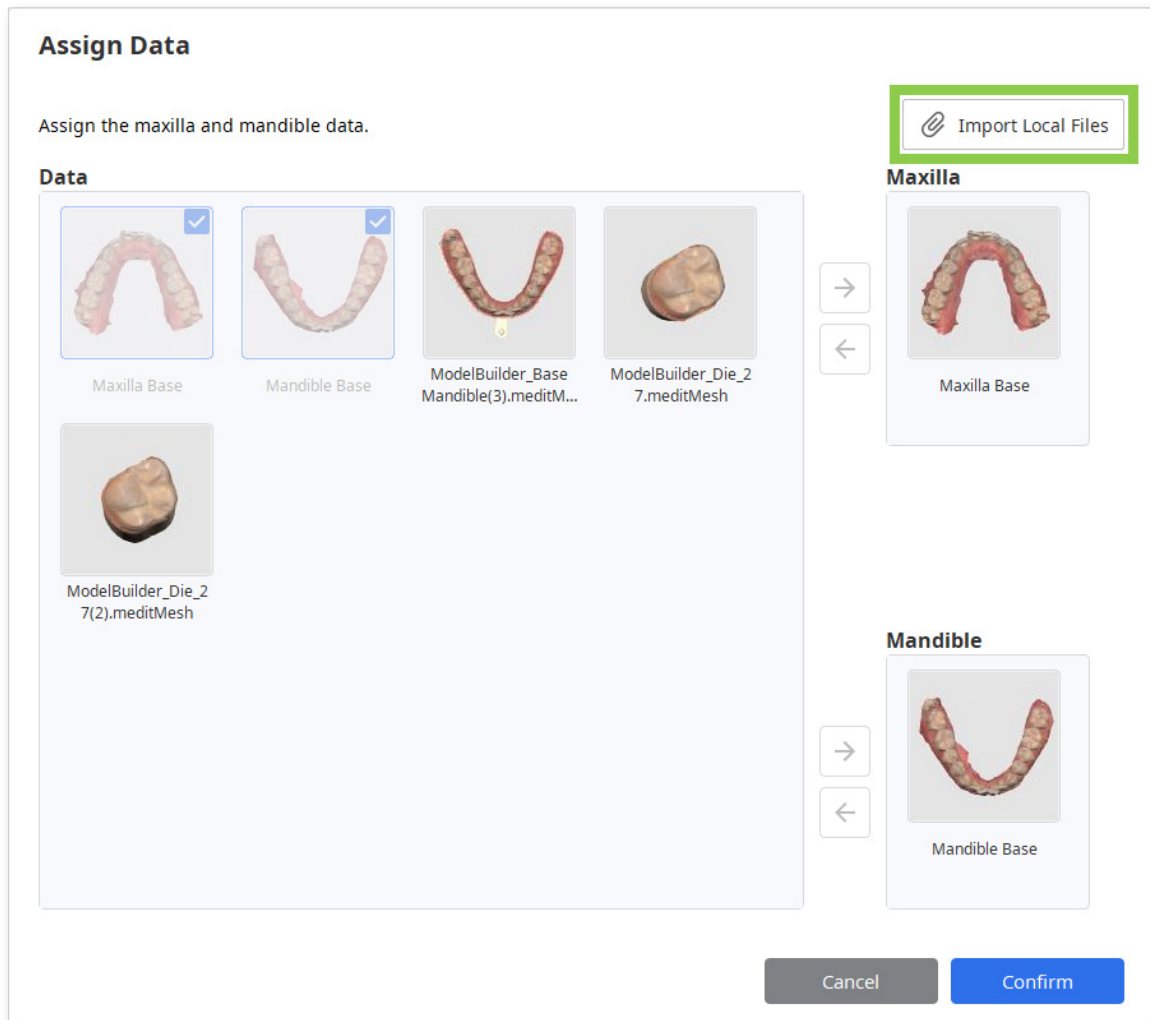 Assign Data
Assign the maxilla and mandible data.
Import Local Files
Data
Maxilla
Maxilla Base
Mandible Base
ModelBuilder_Base
Mandible(3).meditM...
ModelBuilder_Die_2
7.meditMesh
Maxilla Base
ModelBuilder_Die_2
7(2).meditMesh
Mandible
Mandible Base
Cancel
Confirm